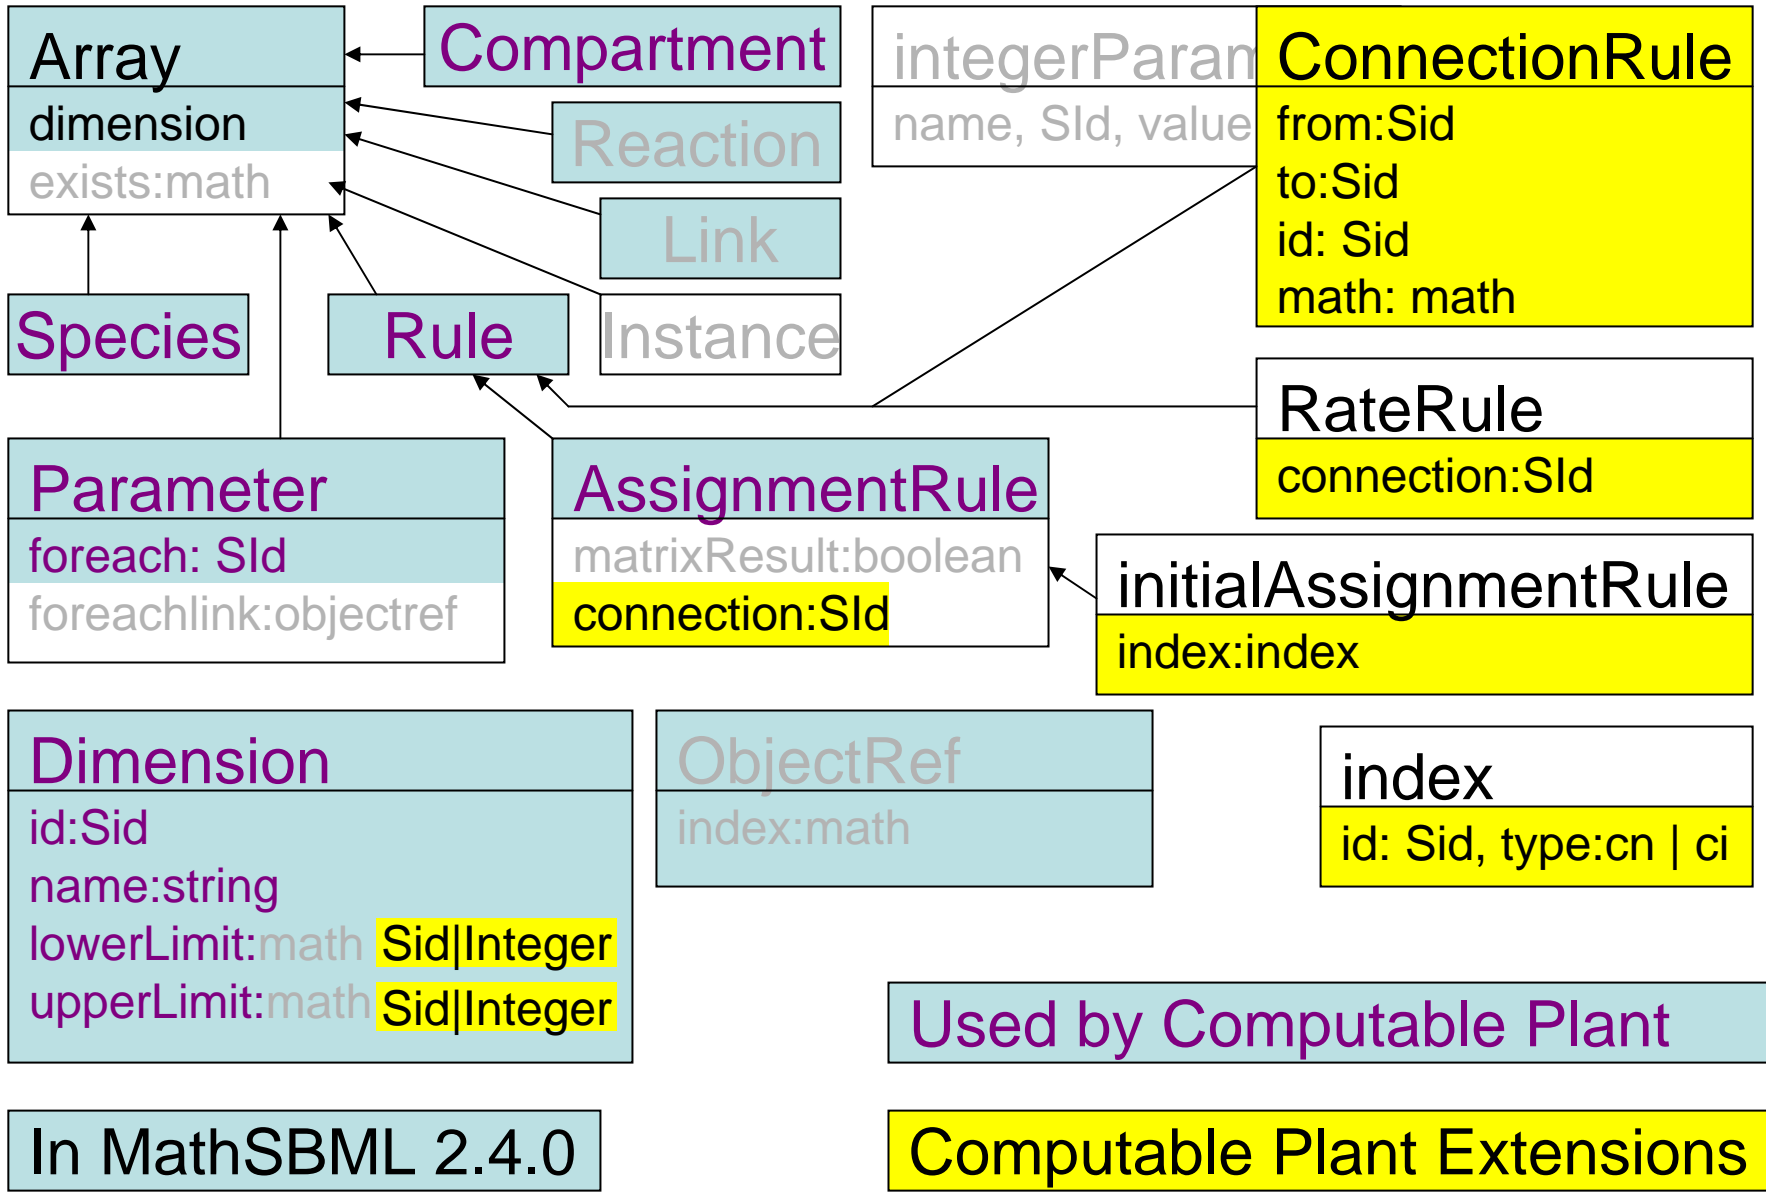 Array
dimension
exists:math
Compartment
Reaction
Link
Instance
integerParam
name, SId, value
ConnectionRule
from:Sid
to:Sid
id: Sid
math: math
Species
Rule
RateRule
connection:SId
Parameter
foreach: SId
foreachlink:objectref
AssignmentRule
matrixResult:boolean
connection:SId
initialAssignmentRule
index:index
Dimension
id:Sid
name:string
lowerLimit:math Sid|Integer
upperLimit:math Sid|Integer
ObjectRef
index:math
index
id: Sid, type:cn | ci
Used by Computable Plant
In MathSBML 2.4.0
Computable Plant Extensions